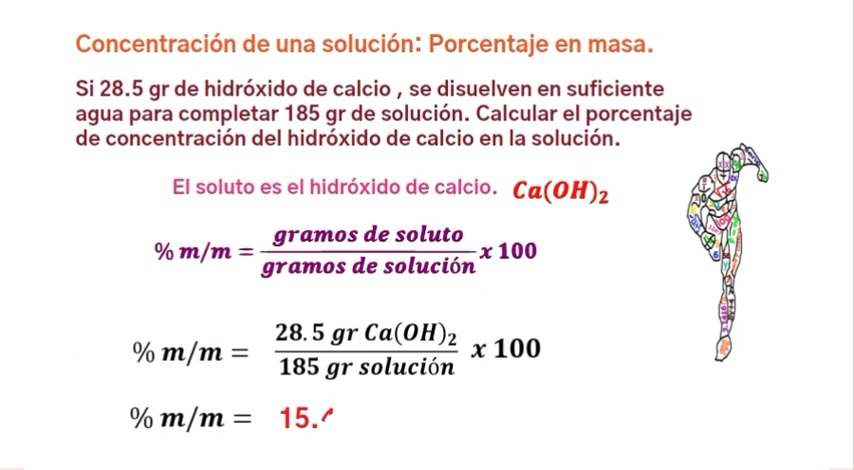 Concentración de una solución: Porcentaje en masa.
Si 28.5 gr de hidróxido de calcio , se disuelven en suficiente
agua para completar 185 gr de solución. Calcular el porcentaje
de concentración del hidróxido de calcio en la solución.
El soluto es el hidróxido de calcio. Ca(OH)₂
% m/m = gramos de soluto / gramos de solución x 100
% m/m = 28.5 gr Ca(OH)₂ / 185 gr solución x 100
% m/m = 15.